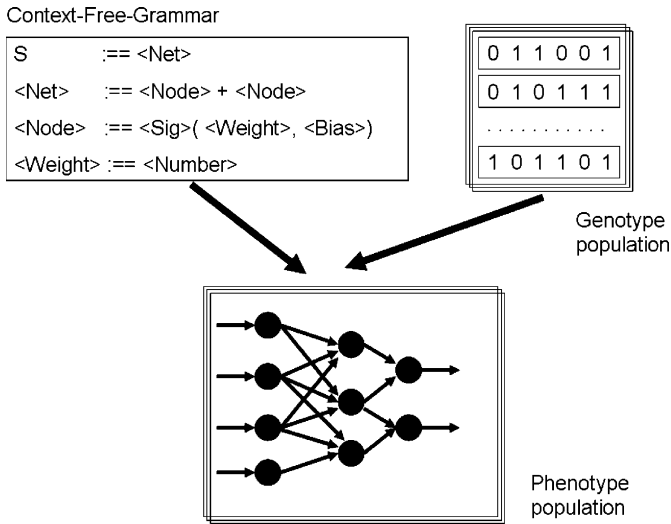 Context-Free-Grammar
S :== <Net>
<Net> :== <Node> + <Node>
<Node> :== <Sig>( <Weight>, <Bias>)
<Weight> :== <Number>
0 1 1 0 0 1
0 1 0 1 1 1
. . . . . . . . . . .
1 0 1 1 0 1
Genotype
population
Phenotype
population